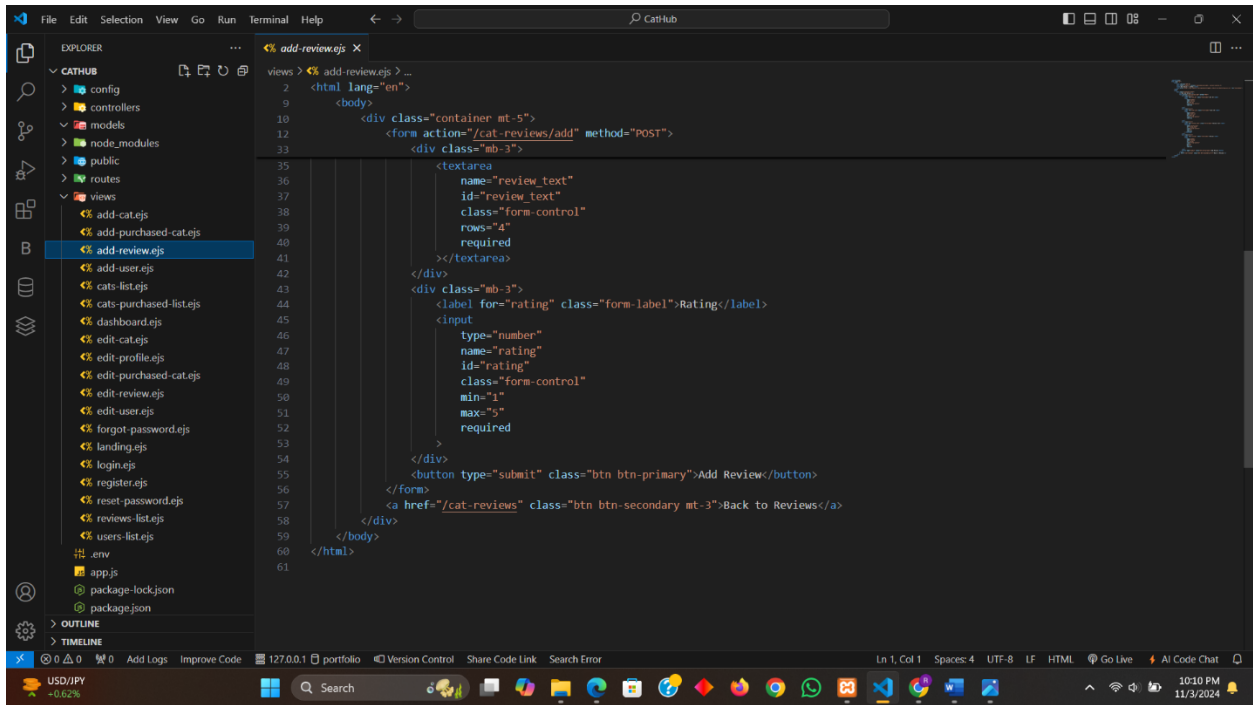 File Edit Selection View Go Run Terminal Help
CatHub
EXPLORER
add-review.ejs
CATHUB
config
controllers
models
node_modules
public
routes
views
add-cat.ejs
add-purchased-cat.ejs
add-review.ejs
add-user.ejs
cats-list.ejs
cats-purchased-list.ejs
dashboard.ejs
edit-cat.ejs
edit-profile.ejs
edit-purchased-cat.ejs
edit-review.ejs
edit-user.ejs
forgot-password.ejs
landing.ejs
login.ejs
register.ejs
reset-password.ejs
reviews-list.ejs
users-list.ejs
.env
app.js
package-lock.json
package.json
OUTLINE
TIMELINE
views > add-review.ejs > ...
2 <html lang="en">
9 <body>
10 <div class="container mt-5">
12 <form action="/cat-reviews/add" method="POST">
33 <div class="mb-3">
35 <textarea
36 name="review_text"
37 id="review_text"
38 class="form-control"
39 rows="4"
40 required
41 ></textarea>
42 </div>
43 <div class="mb-3">
44 <label for="rating" class="form-label">Rating</label>
45 <input
46 type="number"
47 name="rating"
48 id="rating"
49 class="form-control"
50 min="1"
51 max="5"
52 required
53 >
54 </div>
55 <button type="submit" class="btn btn-primary">Add Review</button>
56 </form>
57 <a href="/cat-reviews" class="btn btn-secondary mt-3">Back to Reviews</a>
58 </div>
59 </body>
60 </html>
61
0 0 0 Add Logs Improve Code 127.0.0.1 portfolio Version Control Share Code Link Search Error Ln 1, Col 1 Spaces: 4 UTF-8 LF HTML Go Live AI Code Chat
USD/JPY
+0.62%
Search
10:10 PM
11/3/2024